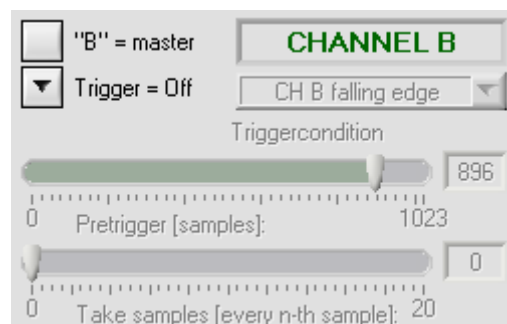 "B" = master CHANNEL B
Trigger = Off CH B falling edge
Triggercondition
896
0 Pretrigger [samples]: 1023
0
0 Take samples [every n-th sample]: 20